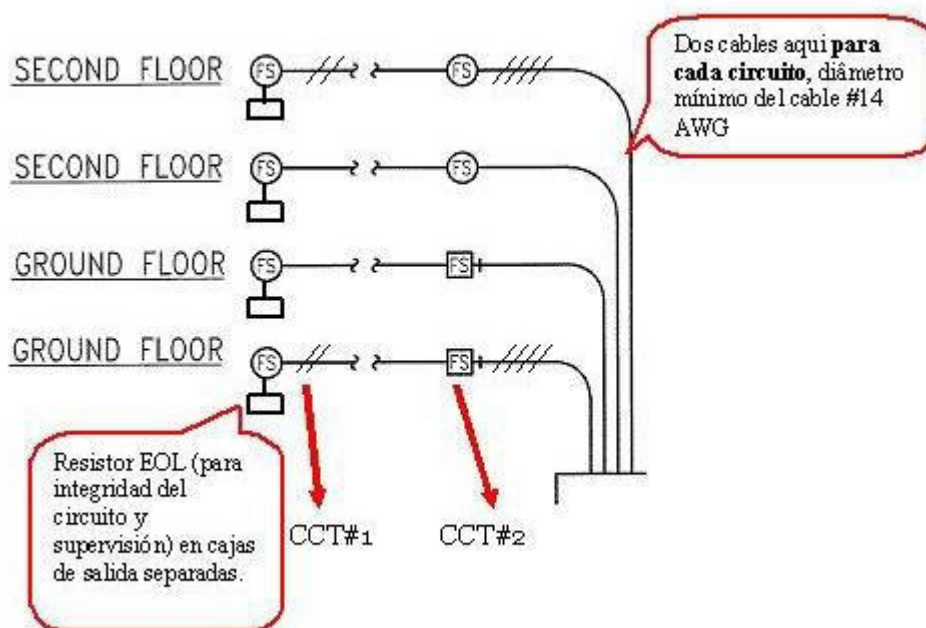 Dos cables aqui para
cada circuito, diâmetro
mínimo del cable #14
AWG
SECOND FLOOR FS FS
SECOND FLOOR FS FS
GROUND FLOOR FS FS
GROUND FLOOR FS FS
Resistor EOL (para
integridad del
circuito y
supervisión) en cajas
de salida separadas.
CCT#1 CCT#2